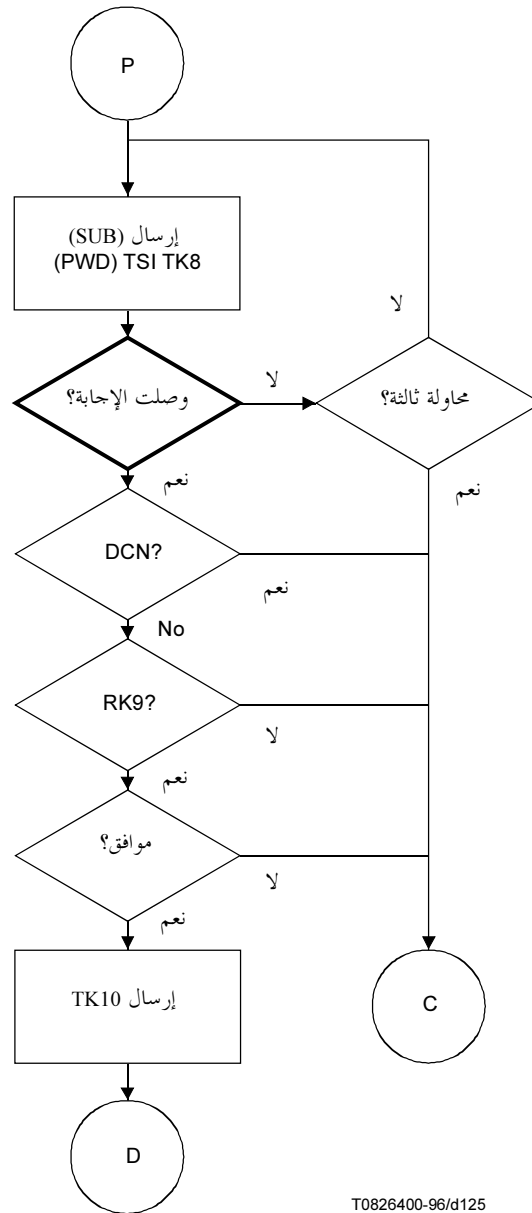 P
إرسال (SUB)
(PWD) TSI TK8
لا
وصلت الإجابة؟
لا
محاولة ثالثة؟
نعم
نعم
DCN?
نعم
No
RK9?
لا
نعم
موافق؟
لا
نعم
إرسال TK10
C
D
T0826400-96/d125